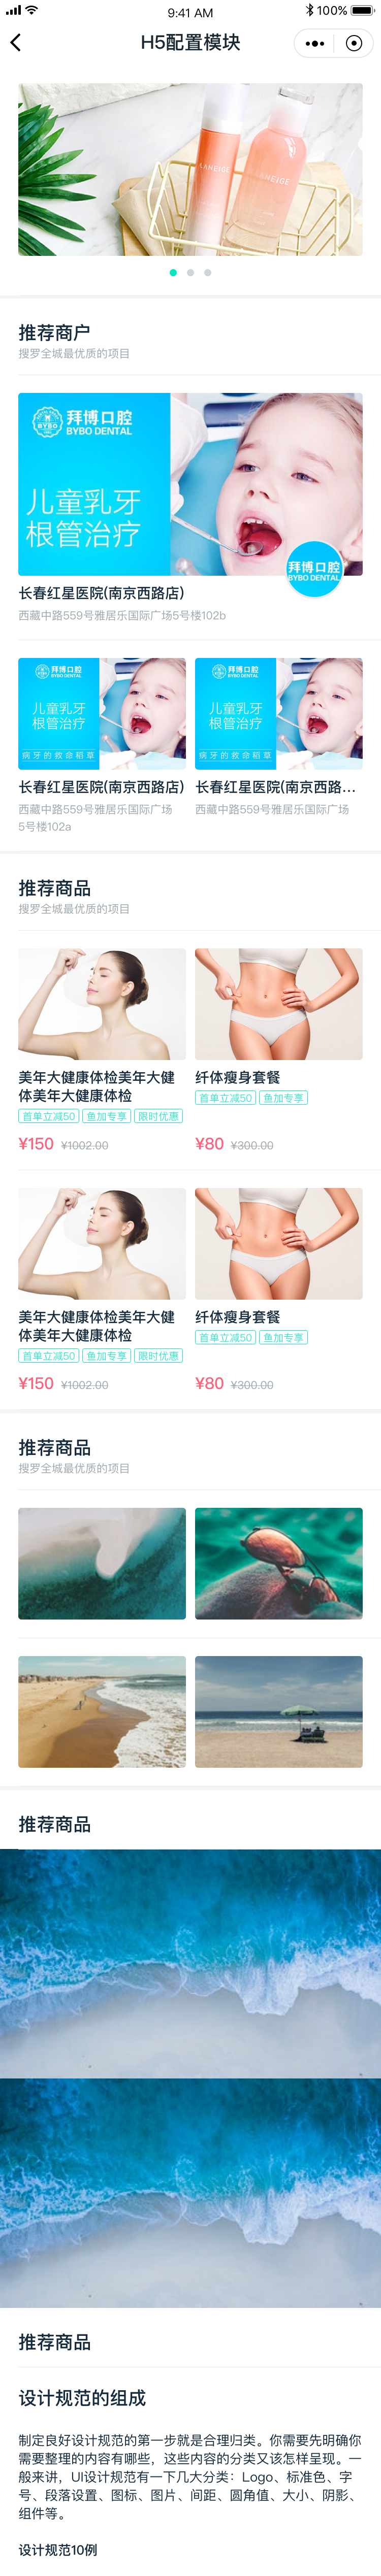 9:41 AM
100%
H5配置模块
LANEIGE
LANEIGE
推荐商户
搜罗全城最优质的项目
拜博口腔
BYBO DENTAL
BYBO
儿童乳牙
根管治疗
拜博口腔
BYBO DENTAL
长春红星医院(南京西路店)
西藏中路559号雅居乐国际广场5号楼102b
拜博口腔
BYBO DENTAL
儿童乳牙
根管治疗
病牙的救命稻草
拜博口腔
BYBO DENTAL
儿童乳牙
根管治疗
病牙的救命稻草
长春红星医院(南京西路店)
西藏中路559号雅居乐国际广场
5号楼102a
长春红星医院(南京西路...
西藏中路559号雅居乐国际广场
推荐商品
搜罗全城最优质的项目
美年大健康体检美年大健
体美年大健康体检
首单立减50 鱼加专享 限时优惠
¥150 ¥1002.00
纤体瘦身套餐
首单立减50 鱼加专享
¥80 ¥300.00
美年大健康体检美年大健
体美年大健康体检
首单立减50 鱼加专享 限时优惠
¥150 ¥1002.00
纤体瘦身套餐
首单立减50 鱼加专享
¥80 ¥300.00
推荐商品
搜罗全城最优质的项目
推荐商品
推荐商品
设计规范的组成
制定良好设计规范的第一步就是合理归类。你需要先明确你
需要整理的内容有哪些，这些内容的分类又该怎样呈现。一
般来讲，UI设计规范有一下几大分类：Logo、标准色、字
号、段落设置、图标、图片、间距、圆角值、大小、阴影、
组件等。
设计规范10例